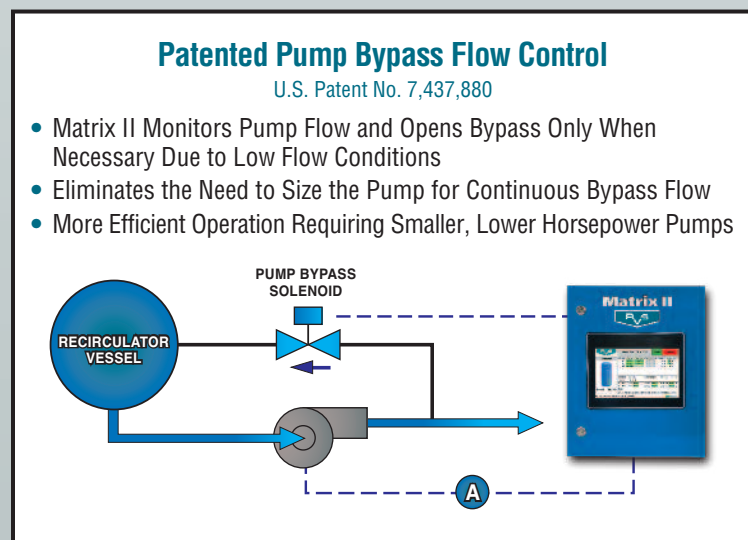 Patented Pump Bypass Flow Control
U.S. Patent No. 7,437,880
• Matrix II Monitors Pump Flow and Opens Bypass Only When
Necessary Due to Low Flow Conditions
• Eliminates the Need to Size the Pump for Continuous Bypass Flow
• More Efficient Operation Requiring Smaller, Lower Horsepower Pumps
PUMP BYPASS
SOLENOID
Matrix II
RVS
RECIRCULATOR
VESSEL
A